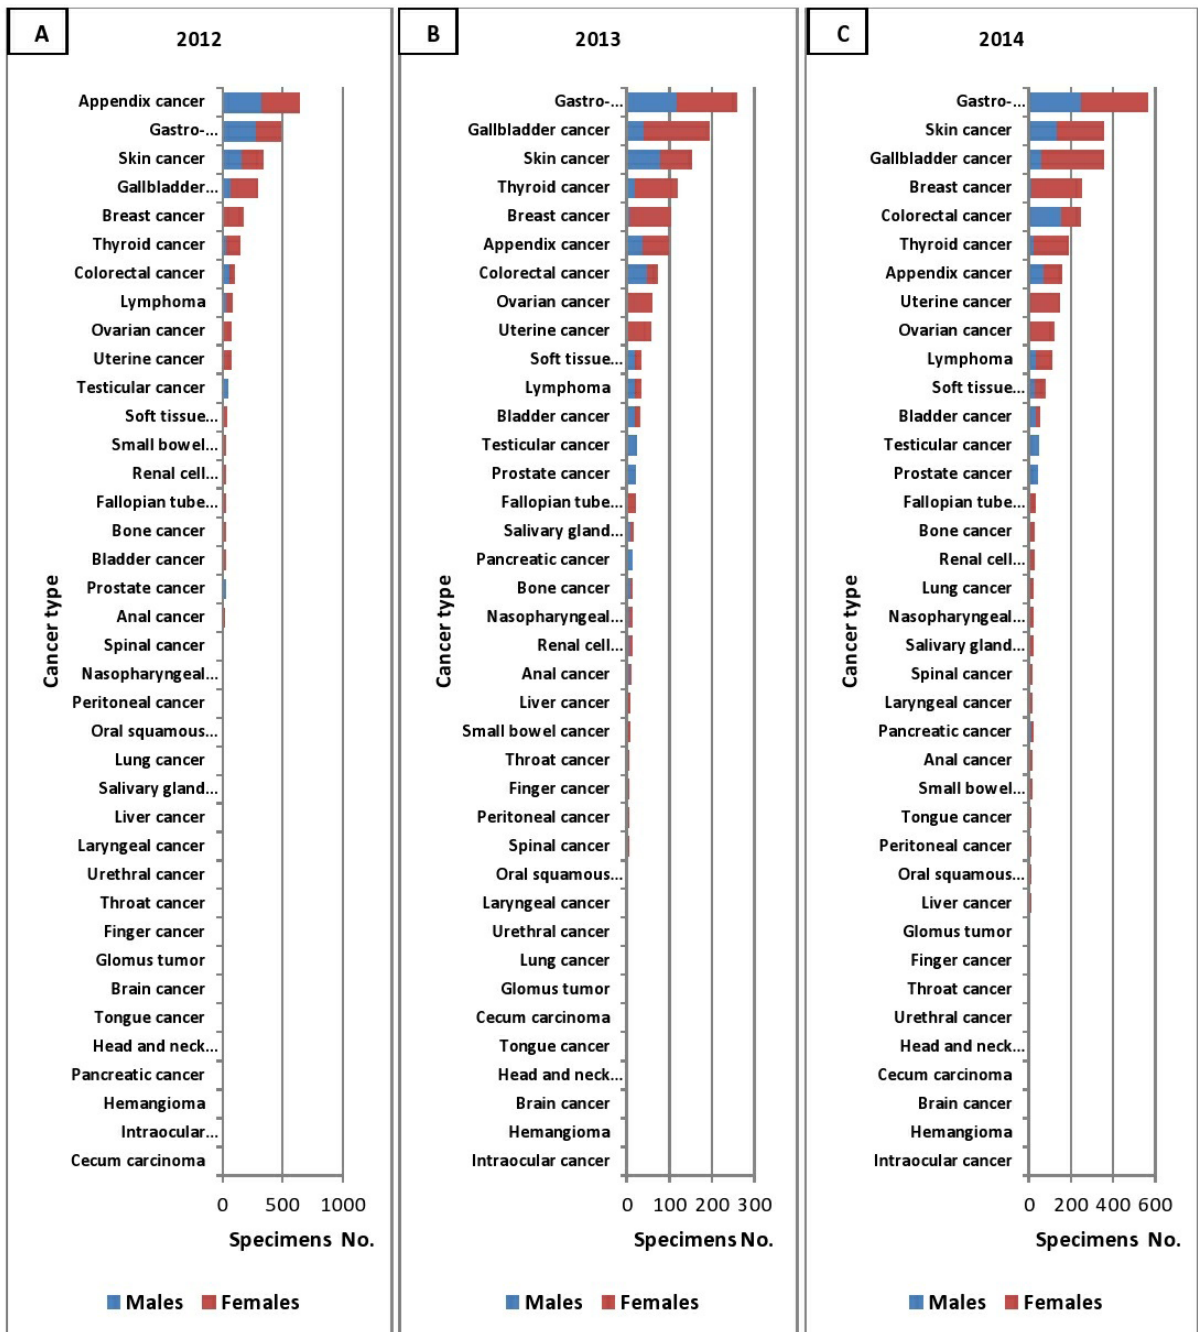 A
2012
Appendix cancer
Gastro-...
Skin cancer
Gallbladder...
Breast cancer
Thyroid cancer
Colorectal cancer
Lymphoma
Ovarian cancer
Uterine cancer
Testicular cancer
Soft tissue...
Small bowel...
Renal cell...
Fallopian tube...
Bone cancer
Bladder cancer
Prostate cancer
Anal cancer
Spinal cancer
Nasopharyngeal...
Peritoneal cancer
Oral squamous...
Lung cancer
Salivary gland...
Liver cancer
Laryngeal cancer
Urethral cancer
Throat cancer
Finger cancer
Glomus tumor
Brain cancer
Tongue cancer
Head and neck...
Pancreatic cancer
Hemangioma
Intraocular...
Cecum carcinoma
Cancer type
0 500 1000
Specimens No.
Males Females
B
2013
Gastro-...
Gallbladder cancer
Skin cancer
Thyroid cancer
Breast cancer
Appendix cancer
Colorectal cancer
Ovarian cancer
Uterine cancer
Soft tissue...
Lymphoma
Bladder cancer
Testicular cancer
Prostate cancer
Fallopian tube...
Salivary gland...
Pancreatic cancer
Bone cancer
Nasopharyngeal...
Renal cell...
Anal cancer
Liver cancer
Small bowel cancer
Throat cancer
Finger cancer
Peritoneal cancer
Spinal cancer
Oral squamous...
Laryngeal cancer
Urethral cancer
Lung cancer
Glomus tumor
Cecum carcinoma
Tongue cancer
Head and neck...
Brain cancer
Hemangioma
Intraocular cancer
Cancer type
0 100 200 300
Specimens No.
Males Females
C
2014
Gastro-...
Skin cancer
Gallbladder cancer
Breast cancer
Colorectal cancer
Thyroid cancer
Appendix cancer
Uterine cancer
Ovarian cancer
Lymphoma
Soft tissue...
Bladder cancer
Testicular cancer
Prostate cancer
Fallopian tube...
Bone cancer
Renal cell...
Lung cancer
Nasopharyngeal...
Salivary gland...
Spinal cancer
Laryngeal cancer
Pancreatic cancer
Anal cancer
Small bowel...
Tongue cancer
Peritoneal cancer
Oral squamous...
Liver cancer
Glomus tumor
Finger cancer
Throat cancer
Urethral cancer
Head and neck...
Cecum carcinoma
Brain cancer
Hemangioma
Intraocular cancer
Cancer type
0 200 400 600
Specimens No.
Males Females